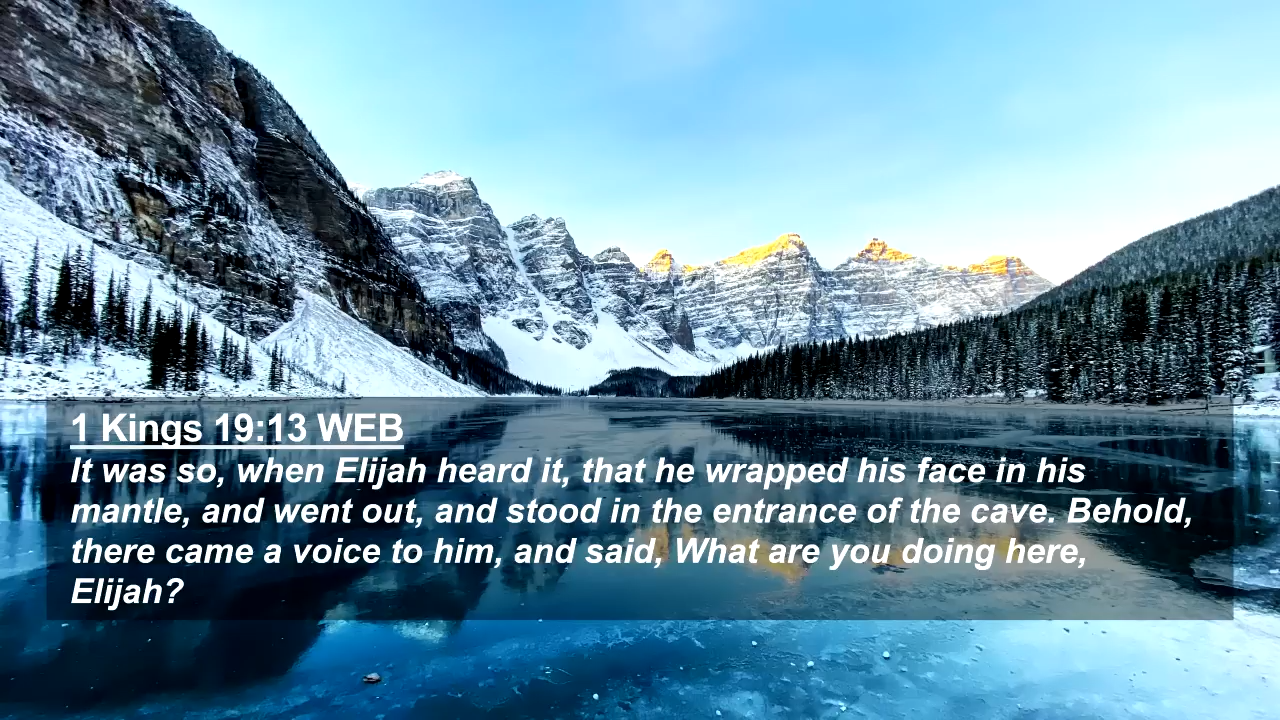 1 Kings 19:13 WEB
It was so, when Elijah heard it, that he wrapped his face in his
mantle, and went out, and stood in the entrance of the cave. Behold,
there came a voice to him, and said, What are you doing here,
Elijah?